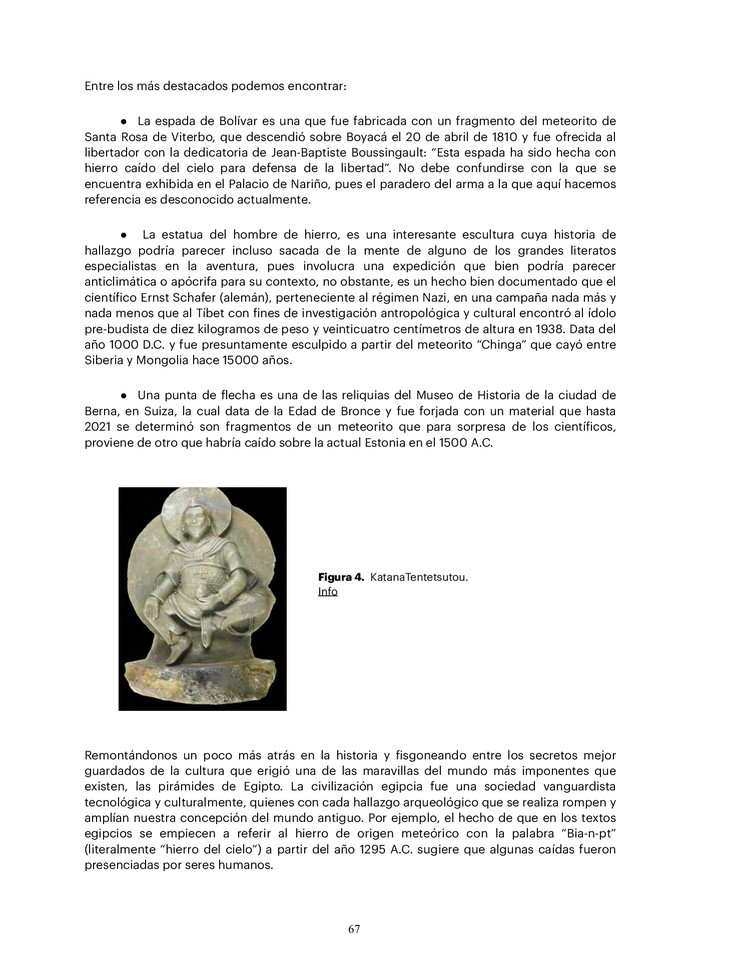 Entre los más destacados podemos encontrar:
● La espada de Bolívar es una que fue fabricada con un fragmento del meteorito de
Santa Rosa de Viterbo, que descendió sobre Boyacá el 20 de abril de 1810 y fue ofrecida al
libertador con la dedicatoria de Jean-Baptiste Boussingault: “Esta espada ha sido hecha con
hierro caído del cielo para defensa de la libertad”. No debe confundirse con la que se
encuentra exhibida en el Palacio de Nariño, pues el paradero del arma a la que aquí hacemos
referencia es desconocido actualmente.
● La estatua del hombre de hierro, es una interesante escultura cuya historia de
hallazgo podría parecer incluso sacada de la mente de alguno de los grandes literatos
especialistas en la aventura, pues involucra una expedición que bien podría parecer
anticlimática o apócrifa para su contexto, no obstante, es un hecho bien documentado que el
científico Ernst Schafer (alemán), perteneciente al régimen Nazi, en una campaña nada más y
nada menos que al Tíbet con fines de investigación antropológica y cultural encontró al ídolo
pre-budista de diez kilogramos de peso y veinticuatro centímetros de altura en 1938. Data del
año 1000 D.C. y fue presuntamente esculpido a partir del meteorito “Chinga” que cayó entre
Siberia y Mongolia hace 15000 años.
● Una punta de flecha es una de las reliquias del Museo de Historia de la ciudad de
Berna, en Suiza, la cual data de la Edad de Bronce y fue forjada con un material que hasta
2021 se determinó son fragmentos de un meteorito que para sorpresa de los científicos,
proviene de otro que habría caído sobre la actual Estonia en el 1500 A.C.
Figura 4. KatanaTentetsutou.
Info
Remontándonos un poco más atrás en la historia y fisgoneando entre los secretos mejor
guardados de la cultura que erigió una de las maravillas del mundo más imponentes que
existen, las pirámides de Egipto. La civilización egipcia fue una sociedad vanguardista
tecnológica y culturalmente, quienes con cada hallazgo arqueológico que se realiza rompen y
amplían nuestra concepción del mundo antiguo. Por ejemplo, el hecho de que en los textos
egipcios se empiecen a referir al hierro de origen meteórico con la palabra “Bia-n-pt”
(literalmente “hierro del cielo”) a partir del año 1295 A.C. sugiere que algunas caídas fueron
presenciadas por seres humanos.
67